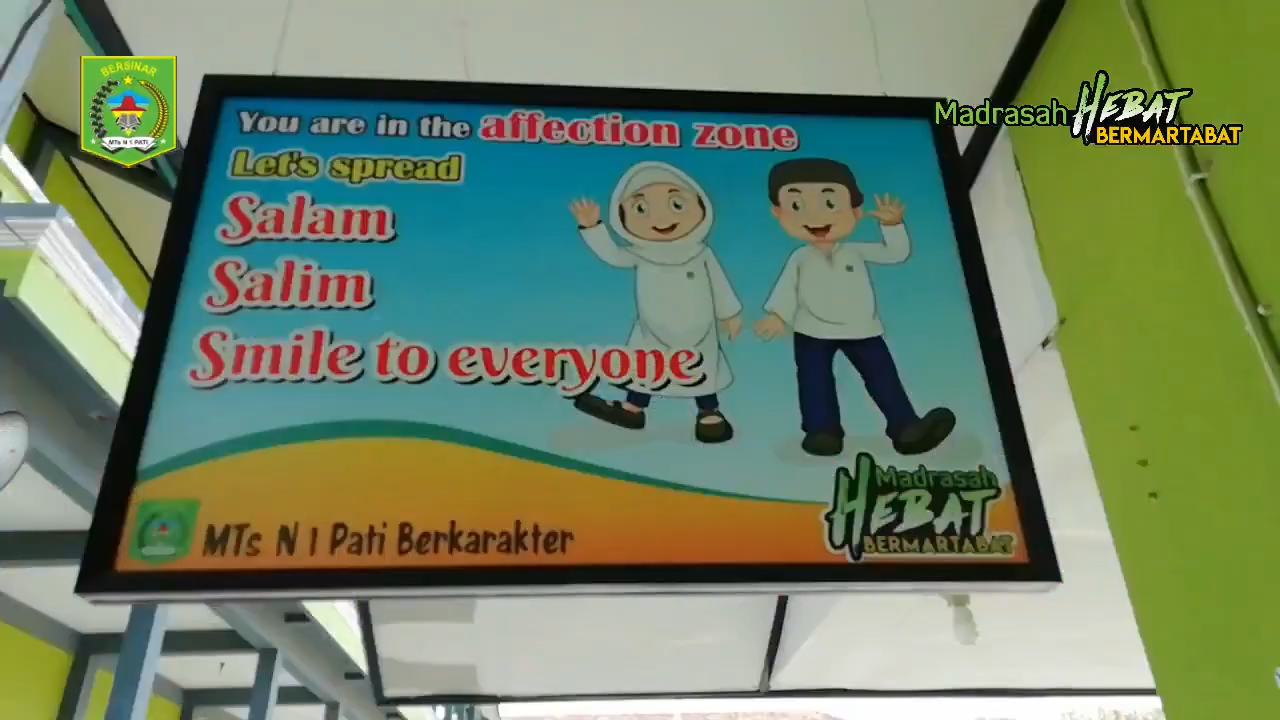 BERSINAR
MTs N 1 PATI
Madrasah HEBAT
BERMARTABAT
You are in the affection zone
Let's spread
Salam
Salim
Smile to everyone
MTs N 1 Pati Berkarakter
Madrasah
HEBAT
BERMARTABAT